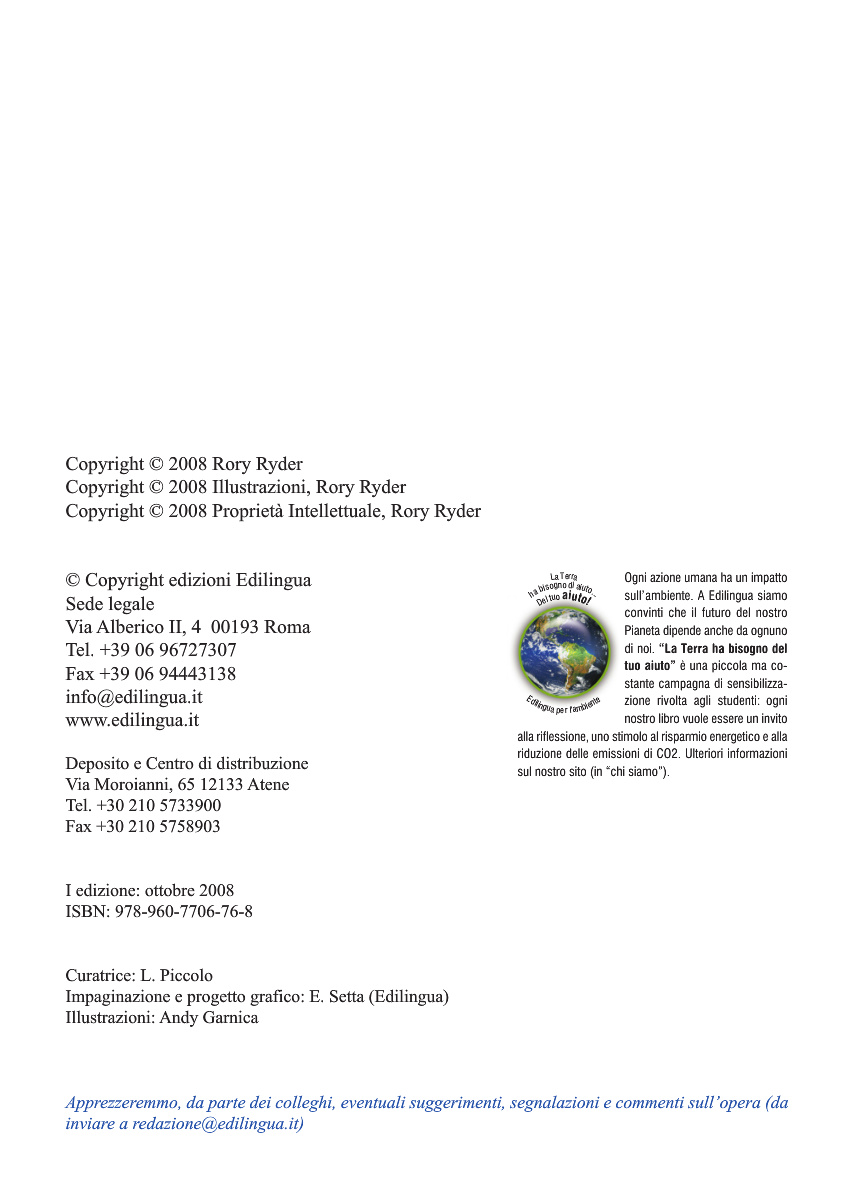 Copyright © 2008 Rory Ryder
Copyright © 2008 Illustrazioni, Rory Ryder
Copyright © 2008 Proprietà Intellettuale, Rory Ryder
© Copyright edizioni Edilingua
Sede legale
Via Alberico II, 4 00193 Roma
Tel. +39 06 96727307
Fax +39 06 94443138
info@edilingua.it
www.edilingua.it
Deposito e Centro di distribuzione
Via Moroianni, 65 12133 Atene
Tel. +30 210 5733900
Fax +30 210 5758903
La Terra
ha bisogno di aiuto...
Del tuo aiuto!
Edilingua per l'ambiente
Ogni azione umana ha un impatto
sull'ambiente. A Edilingua siamo
convinti che il futuro del nostro
Pianeta dipende anche da ognuno
di noi. “La Terra ha bisogno del
tuo aiuto” è una piccola ma co-
stante campagna di sensibilizza-
zione rivolta agli studenti: ogni
nostro libro vuole essere un invito
alla riflessione, uno stimolo al risparmio energetico e alla
riduzione delle emissioni di CO2. Ulteriori informazioni
sul nostro sito (in “chi siamo”).
I edizione: ottobre 2008
ISBN: 978-960-7706-76-8
Curatrice: L. Piccolo
Impaginazione e progetto grafico: E. Setta (Edilingua)
Illustrazioni: Andy Garnica
Apprezzeremmo, da parte dei colleghi, eventuali suggerimenti, segnalazioni e commenti sull'opera (da
inviare a redazione@edilingua.it)